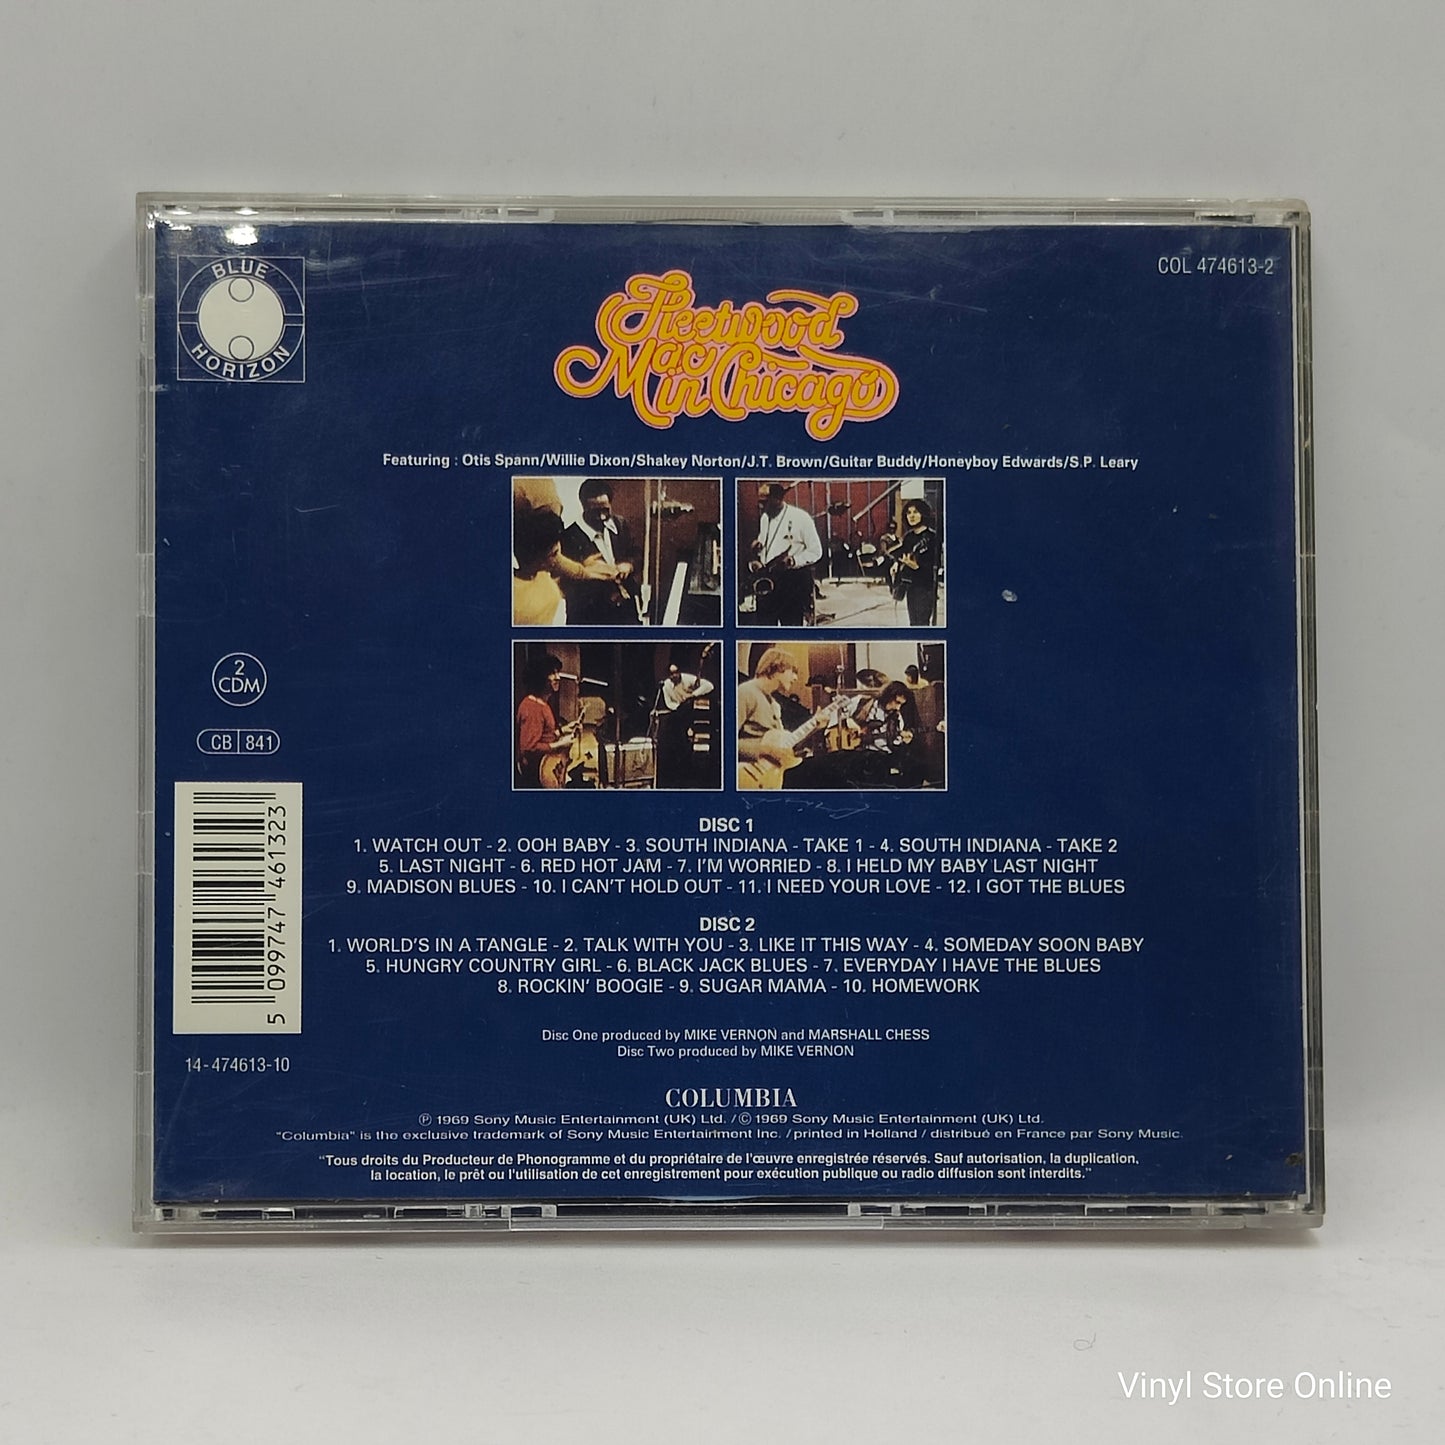 BLUE
HORIZON
COL 474613-2
Fleetwood
Mac
in Chicago
Featuring : Otis Spann/Willie Dixon/Shakey Norton/J.T. Brown/Guitar Buddy/Honeyboy Edwards/S.P. Leary
2
CDM
CB 841
5 099747 461323
14-474613-10
DISC 1
1. WATCH OUT - 2. OOH BABY - 3. SOUTH INDIANA - TAKE 1 - 4. SOUTH INDIANA - TAKE 2
5. LAST NIGHT - 6. RED HOT JAM - 7. I'M WORRIED - 8. I HELD MY BABY LAST NIGHT
9. MADISON BLUES - 10. I CAN'T HOLD OUT - 11. I NEED YOUR LOVE - 12. I GOT THE BLUES
DISC 2
1. WORLD'S IN A TANGLE - 2. TALK WITH YOU - 3. LIKE IT THIS WAY - 4. SOMEDAY SOON BABY
5. HUNGRY COUNTRY GIRL - 6. BLACK JACK BLUES - 7. EVERYDAY I HAVE THE BLUES
8. ROCKIN' BOOGIE - 9. SUGAR MAMA - 10. HOMEWORK
Disc One produced by MIKE VERNON and MARSHALL CHESS
Disc Two produced by MIKE VERNON
COLUMBIA
℗ 1969 Sony Music Entertainment (UK) Ltd. / © 1969 Sony Music Entertainment (UK) Ltd.
"Columbia" is the exclusive trademark of Sony Music Entertainment Inc. / printed in Holland / distribué en France par Sony Music.
"Tous droits du Producteur de Phonogramme et du propriétaire de l'œuvre enregistrée réservés. Sauf autorisation, la duplication,
la location, le prêt ou l'utilisation de cet enregistrement pour exécution publique ou radio diffusion sont interdits."
Vinyl Store Online